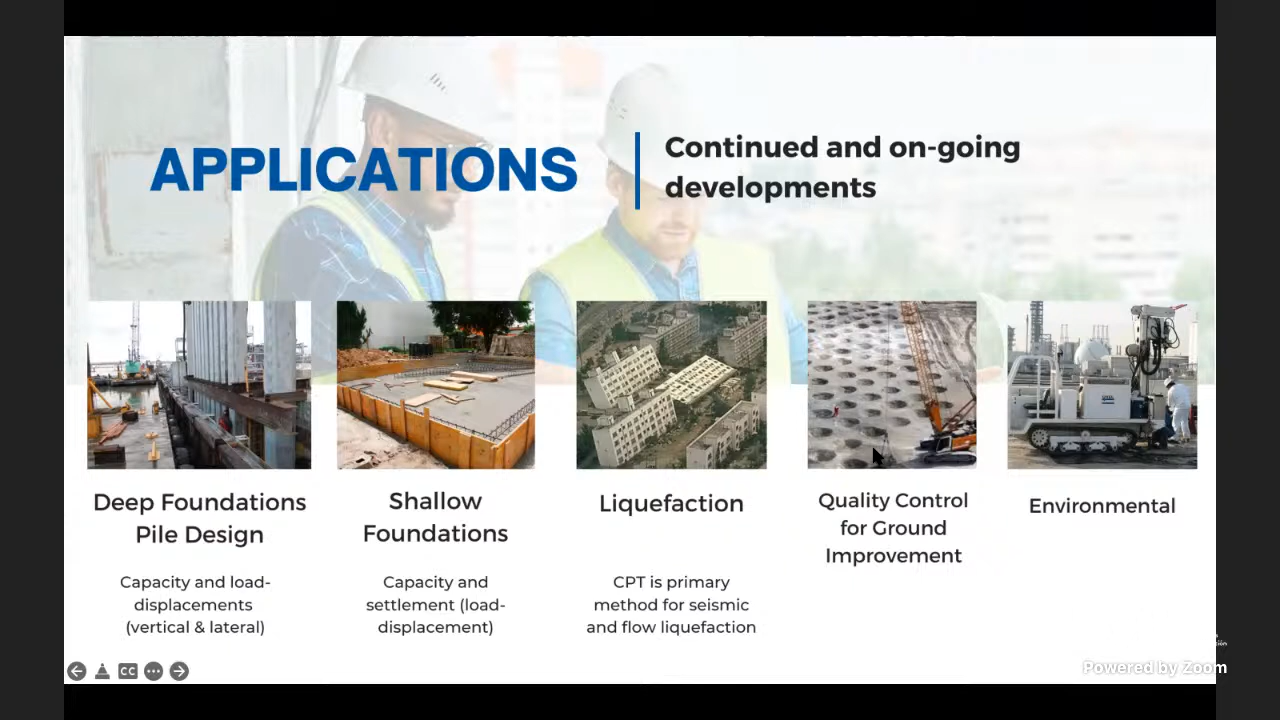 APPLICATIONS
Continued and on-going
developments
Deep Foundations
Pile Design
Capacity and load-
displacements
(vertical & lateral)
Shallow
Foundations
Capacity and
settlement (load-
displacement)
Liquefaction
CPT is primary
method for seismic
and flow liquefaction
Quality Control
for Ground
Improvement
Environmental
CC
Powered by Zoom